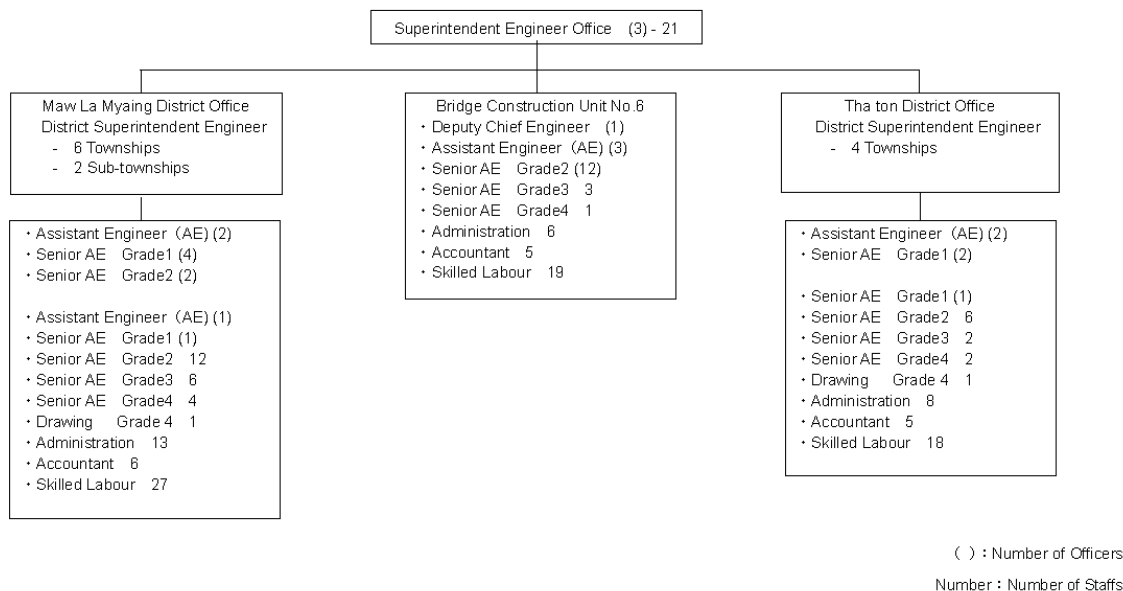 Superintendent Engineer Office (3) - 21
Maw La Myaing District Office
District Superintendent Engineer
- 6 Townships
- 2 Sub-townships
・Assistant Engineer (AE) (2)
・Senior AE Grade1 (4)
・Senior AE Grade2 (2)
・Assistant Engineer (AE) (1)
・Senior AE Grade1 (1)
・Senior AE Grade2 12
・Senior AE Grade3 6
・Senior AE Grade4 4
・Drawing Grade 4 1
・Administration 13
・Accountant 6
・Skilled Labour 27
Bridge Construction Unit No.6
・Deputy Chief Engineer (1)
・Assistant Engineer (AE) (3)
・Senior AE Grade2 (12)
・Senior AE Grade3 3
・Senior AE Grade4 1
・Administration 6
・Accountant 5
・Skilled Labour 19
Tha ton District Office
District Superintendent Engineer
- 4 Townships
・Assistant Engineer (AE) (2)
・Senior AE Grade1 (2)
・Senior AE Grade1 (1)
・Senior AE Grade2 6
・Senior AE Grade3 2
・Senior AE Grade4 2
・Drawing Grade 4 1
・Administration 8
・Accountant 5
・Skilled Labour 18
( ) : Number of Officers
Number : Number of Staffs